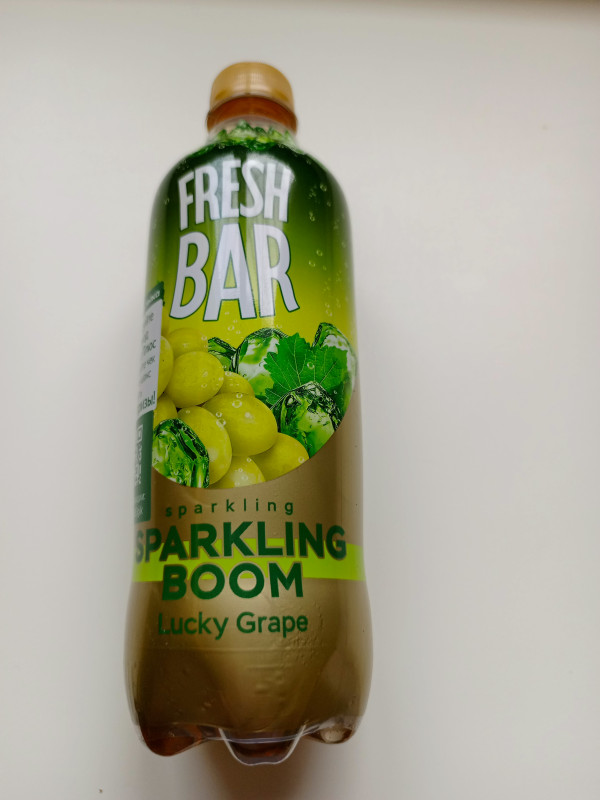 FRESH
BAR
sparkling
SPARKLING
BOOM
Lucky Grape